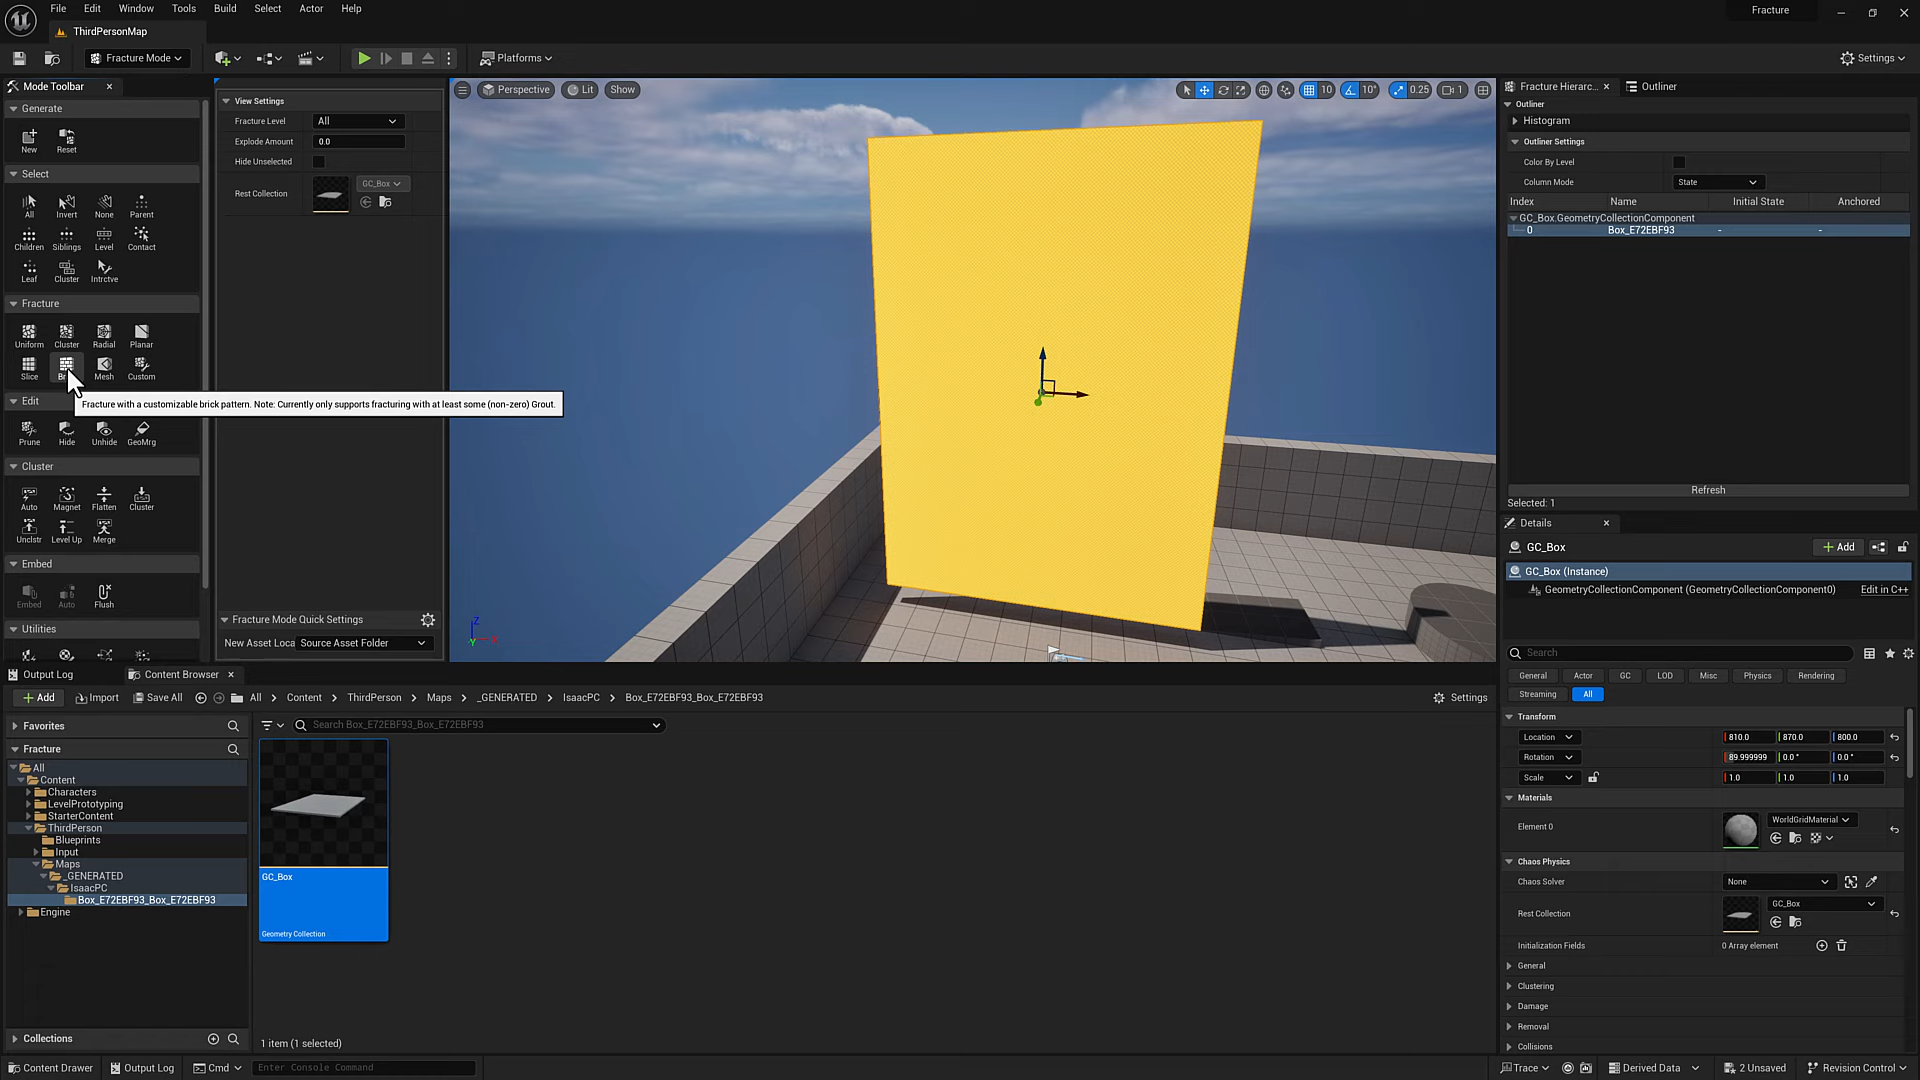 File Edit Window Tools Build Select Actor Help
Fracture
ThirdPersonMap
Fracture Mode
Platforms
Settings
Mode Toolbar
Generate
New Reset
Select
All Invert None Parent
Children Siblings Level Contact
Leaf Cluster Intrctve
Fracture
Uniform Cluster Radial Planar
Slice Mesh Custom
Fracture with a customizable brick pattern. Note: Currently only supports fracturing with at least some (non-zero) Grout.
Edit
Prune Hide Unhide GeoMrg
Cluster
Auto Magnet Flatten Cluster
Unclstr Level Up Merge
Embed
Embed Auto Flush
Utilities
View Settings
Fracture Level All
Explode Amount 0.0
Hide Unselected
Rest Collection GC_Box
Fracture Mode Quick Settings
New Asset Loca Source Asset Folder
Perspective Lit Show
10 10° 0.25 1
Z
X
Y
Fracture Hierarc... Outliner
Outliner
Histogram
Outliner Settings
Color By Level
Column Mode State
Index Name Initial State Anchored
GC_Box.GeometryCollectionComponent
0 Box_E72EBF93 - -
Refresh
Selected: 1
Details
GC_Box
Add
GC_Box (Instance)
GeometryCollectionComponent (GeometryCollectionComponent0) Edit in C++
Search
General Actor GC LOD Misc Physics Rendering
Streaming All
Transform
Location 810.0 870.0 800.0
Rotation 89.999999 0.0° 0.0°
Scale 1.0 1.0 1.0
Materials
Element 0 WorldGridMaterial
Chaos Physics
Chaos Solver None
Rest Collection GC_Box
Initialization Fields 0 Array element
General
Clustering
Damage
Removal
Collisions
Output Log Content Browser
Add Import Save All All Content ThirdPerson Maps _GENERATED IsaacPC Box_E72EBF93_Box_E72EBF93
Settings
Favorites
Search Box_E72EBF93_Box_E72EBF93
Fracture
All
Content
Characters
LevelPrototyping
StarterContent
ThirdPerson
Blueprints
Input
Maps
_GENERATED
IsaacPC
Box_E72EBF93_Box_E72EBF93
Engine
GC_Box
Geometry Collection
Collections
1 item (1 selected)
Content Drawer Output Log Cmd Enter Console Command
Trace Derived Data 2 Unsaved Revision Control